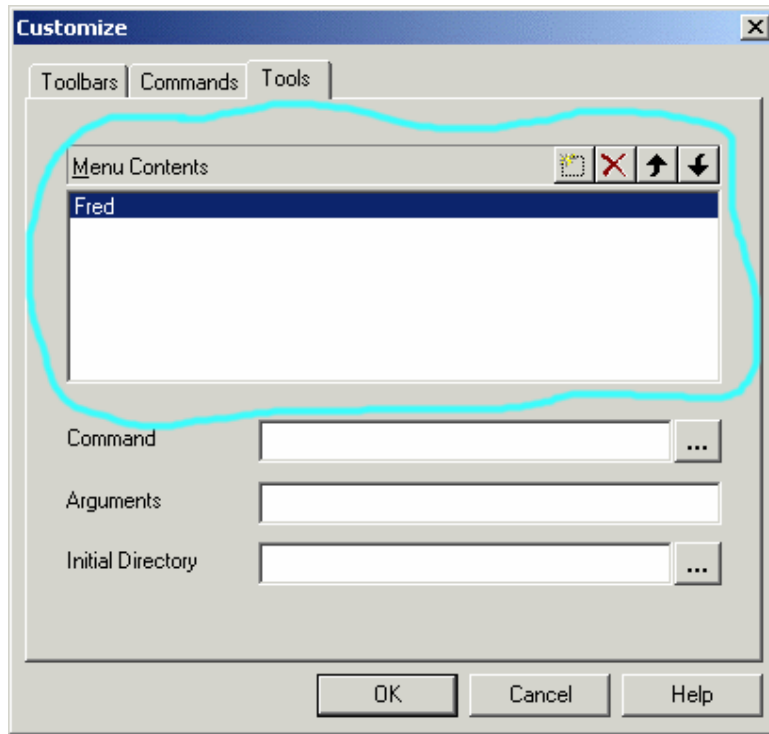 Customize
Toolbars Commands Tools
Menu Contents
Fred
Command ...
Arguments
Initial Directory ...
OK Cancel Help